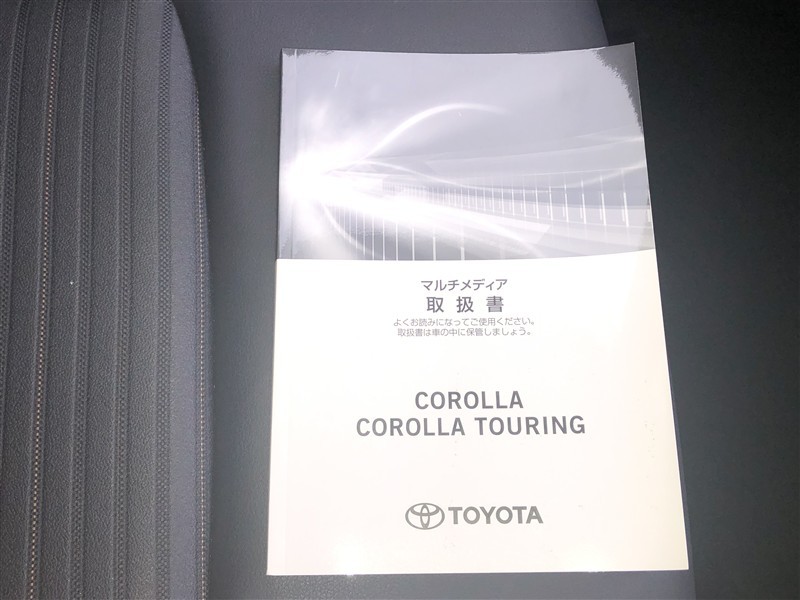 マルチメディア
取扱書
よくお読みになってご使用ください。
取扱書は車の中に保管しましょう。
COROLLA
COROLLA TOURING
TOYOTA